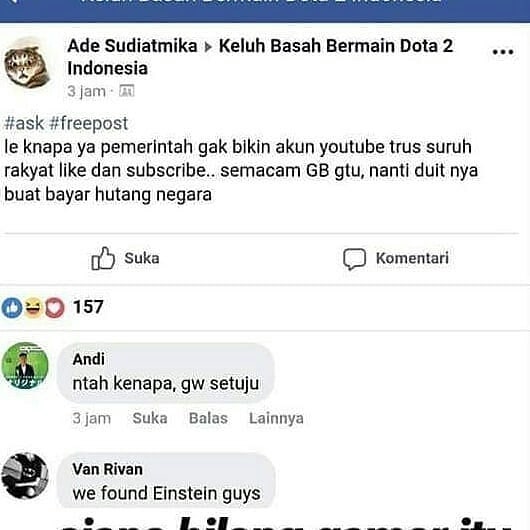 Ade Sudiatmika ▸ Keluh Basah Bermain Dota 2
Indonesia
3 jam ·
#ask #freepost
le knapa ya pemerintah gak bikin akun youtube trus suruh
rakyat like dan subscribe.. semacam GB gtu, nanti duit nya
buat bayar hutang negara
Suka
Komentari
157
Andi
ntah kenapa, gw setuju
3 jam Suka Balas Lainnya
Van Rivan
we found Einstein guys